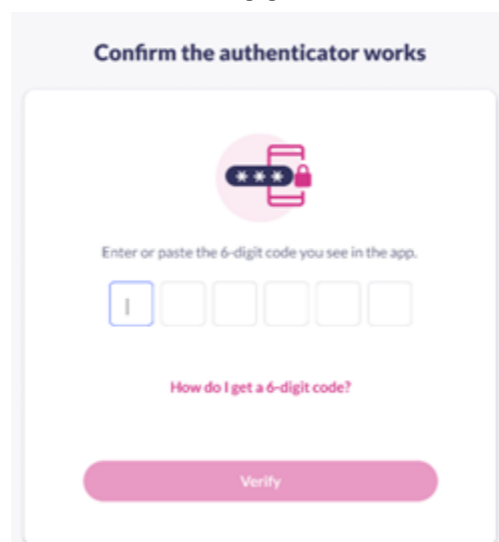 Confirm the authenticator works
***
Enter or paste the 6-digit code you see in the app.
How do I get a 6-digit code?
Verify